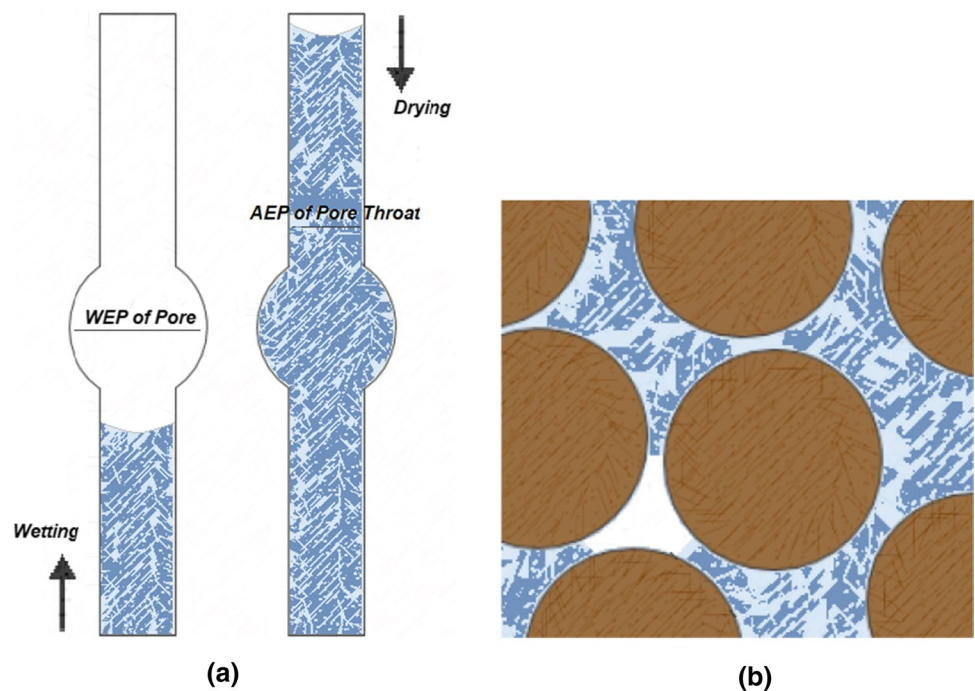 Drying
AEP of Pore Throat
WEP of Pore
Wetting
(a)
(b)